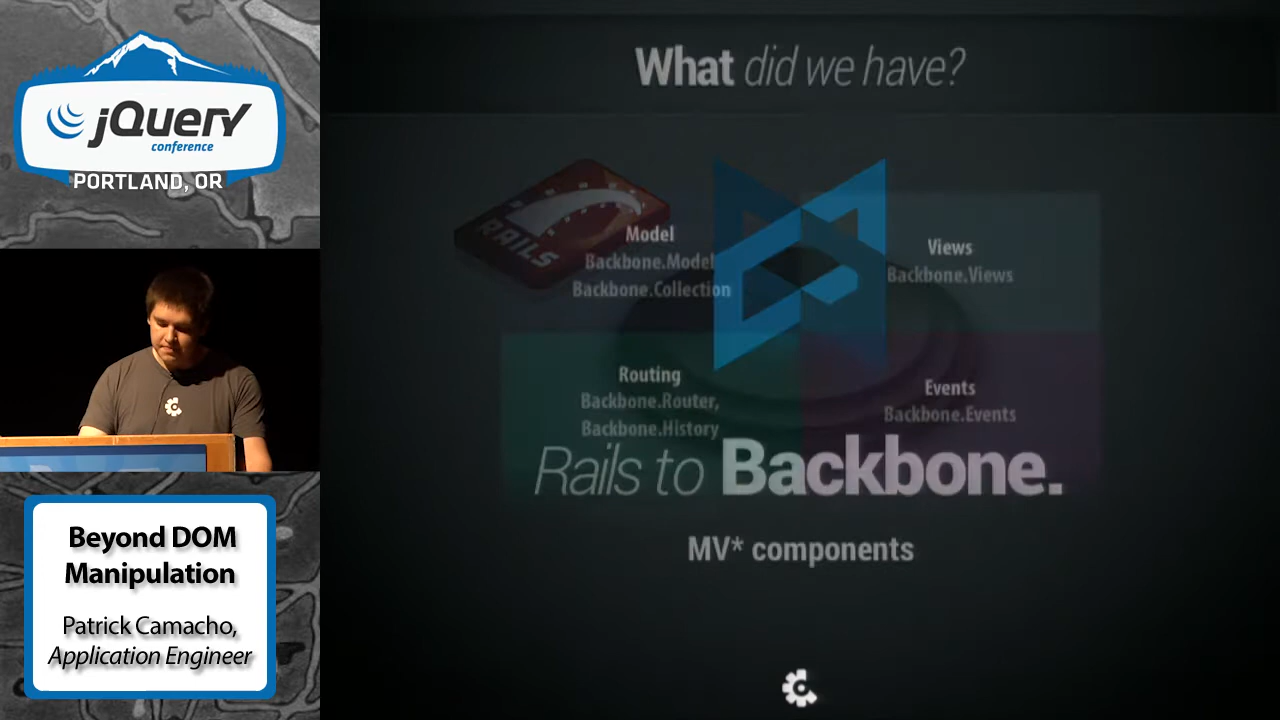 jQuery
conference
PORTLAND, OR
Beyond DOM
Manipulation
Patrick Camacho,
Application Engineer
What did we have?
RAILS
Model
Backbone.Model
Backbone.Collection
Views
Backbone.Views
Routing
Backbone.Router,
Backbone.History
Events
Backbone.Events
Rails to Backbone.
MV* components